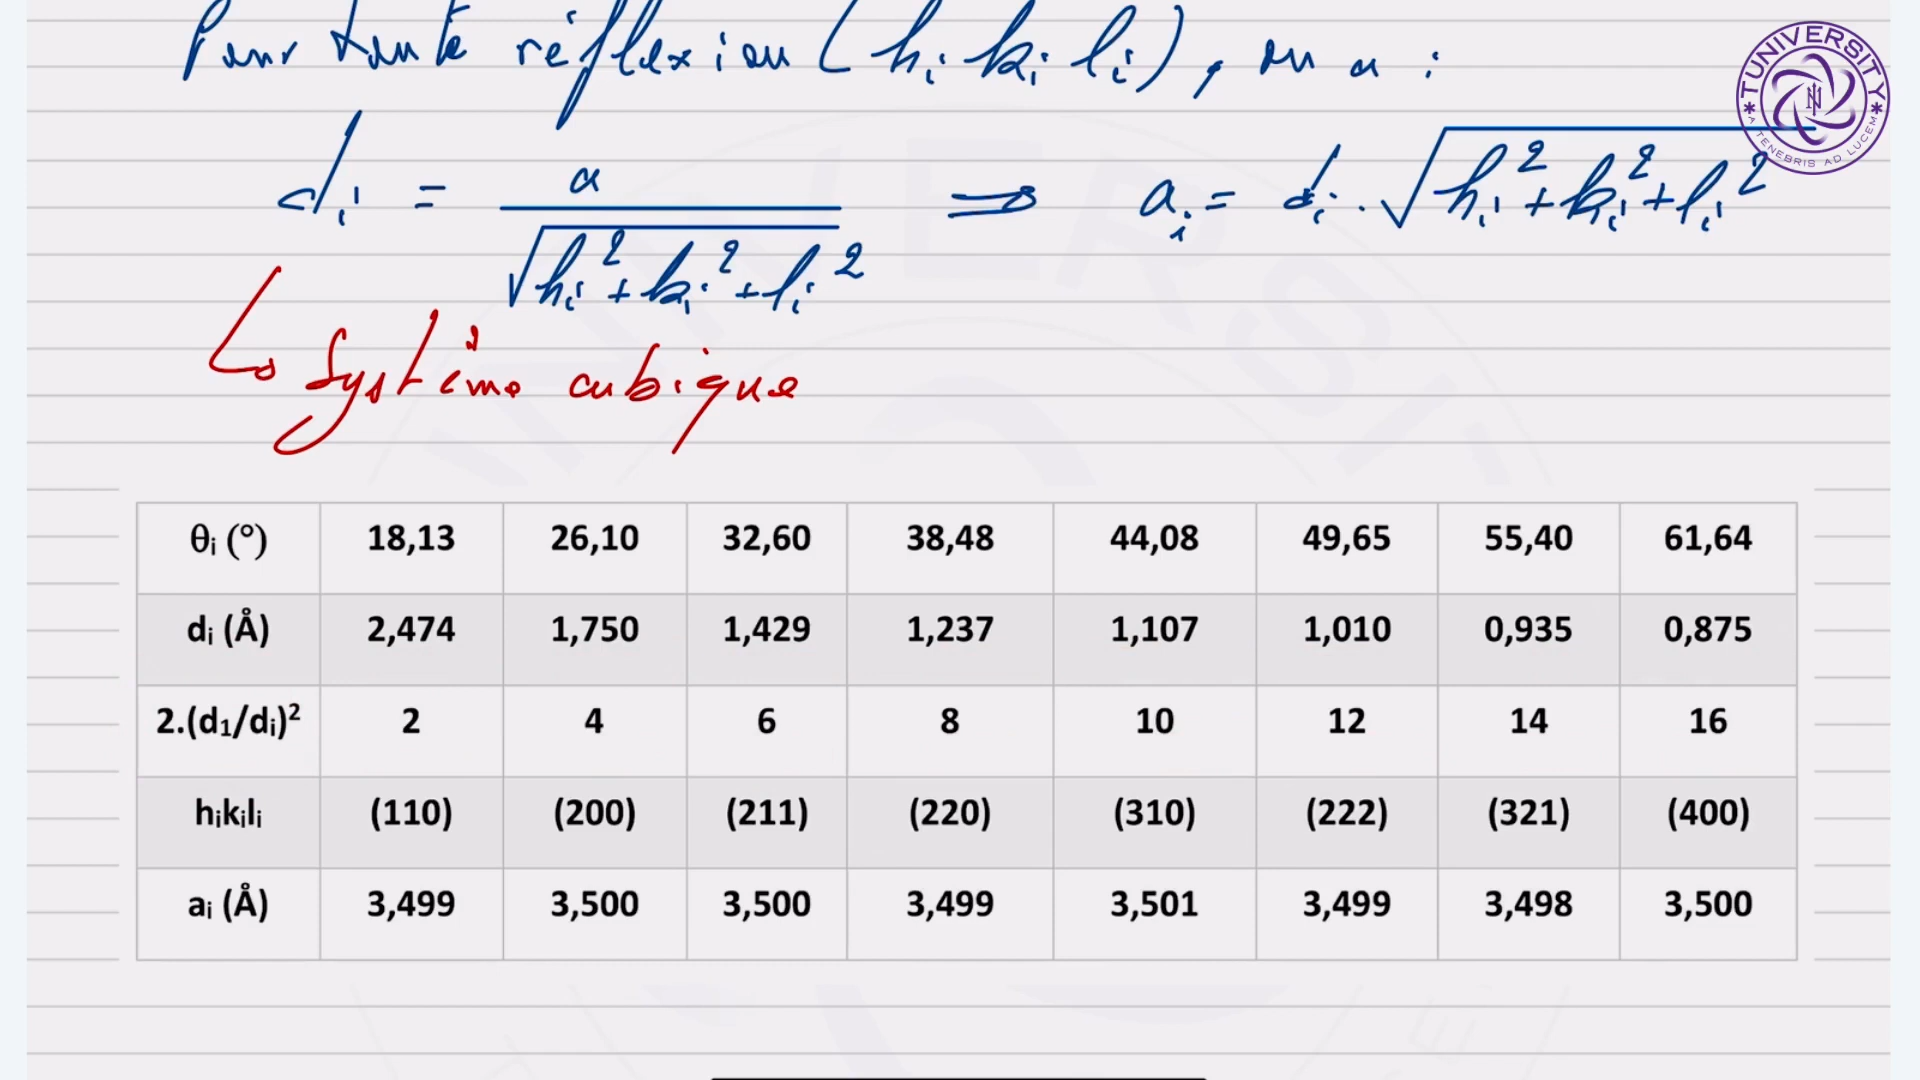 Pour toute réflexion (hᵢ kᵢ lᵢ), on a :
dᵢ = a / √(hᵢ² + kᵢ² + lᵢ²) ⟹ aᵢ = dᵢ . √(hᵢ² + kᵢ² + lᵢ²)
↳ Système cubique
θᵢ (°) 18,13 26,10 32,60 38,48 44,08 49,65 55,40 61,64
dᵢ (Å) 2,474 1,750 1,429 1,237 1,107 1,010 0,935 0,875
2.(d₁/dᵢ)² 2 4 6 8 10 12 14 16
hᵢkᵢlᵢ (110) (200) (211) (220) (310) (222) (321) (400)
aᵢ (Å) 3,499 3,500 3,500 3,499 3,501 3,499 3,498 3,500
TUNIVERSITY
A TENEBRIS AD LUCEM